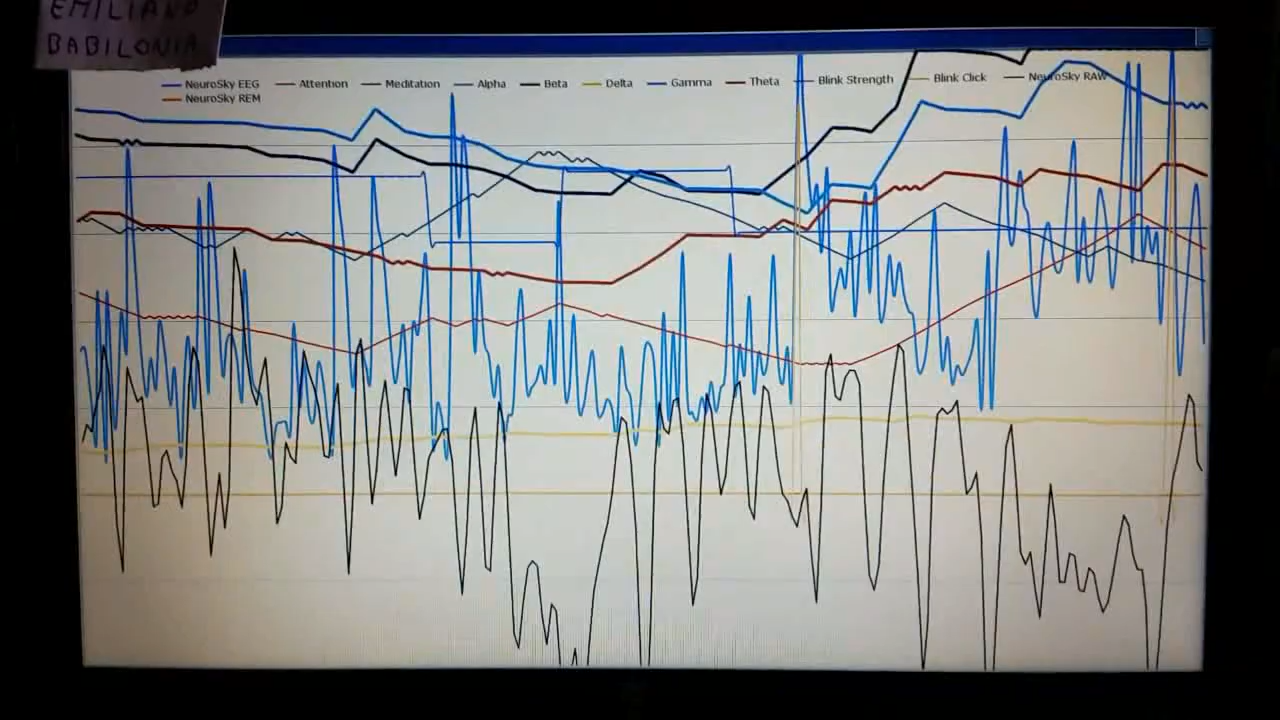 EMILIANO
BABILONIA
NeuroSky EEG Attention Meditation Alpha Beta Delta Gamma Theta Blink Strength Blink Click NeuroSky RAW
NeuroSky REM